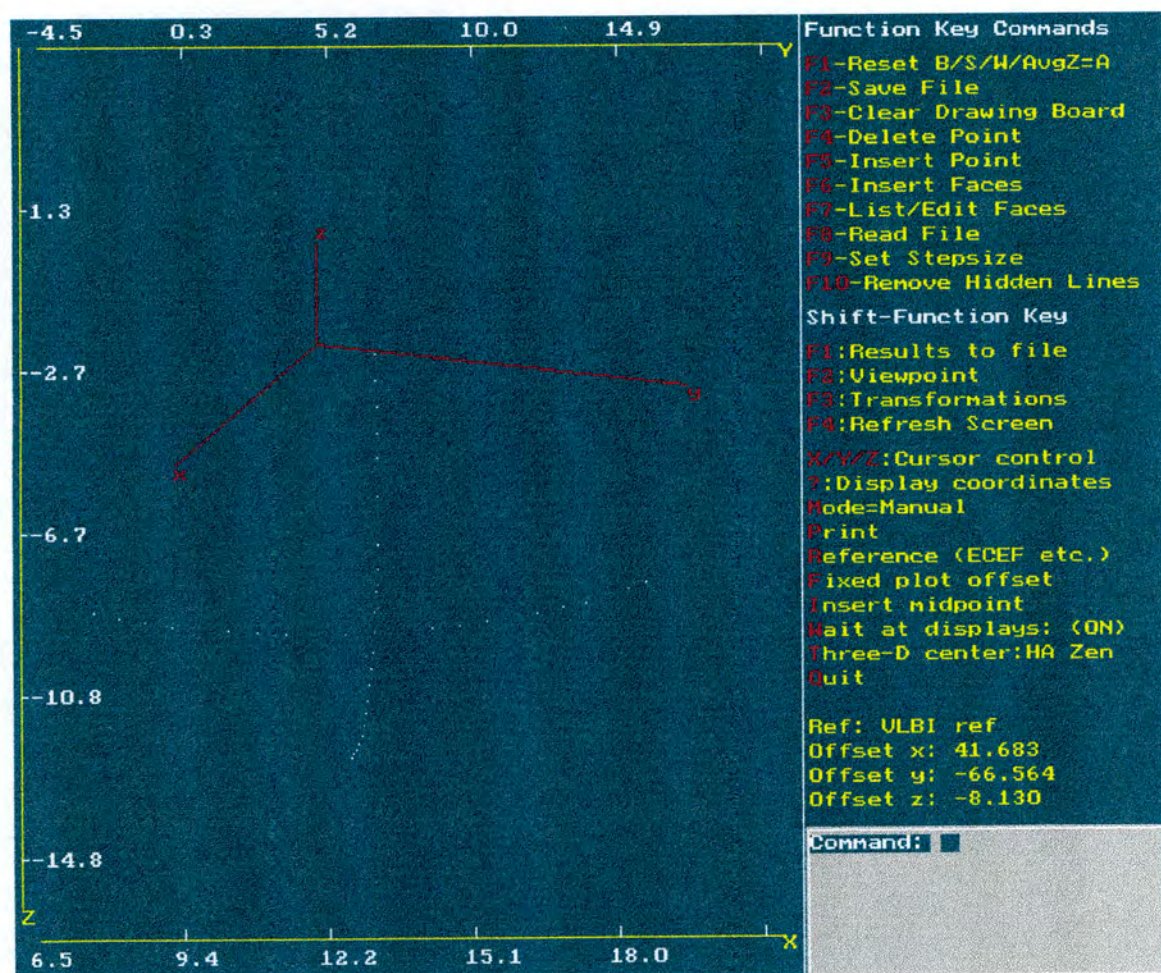 -4.5 0.3 5.2 10.0 14.9
Y
-1.3
z
-2.7
y
x
-6.7
-10.8
-14.8
Z
X
6.5 9.4 12.2 15.1 18.0
Function Key Commands
F1-Reset B/S/W/AvgZ=A
F2-Save File
F3-Clear Drawing Board
F4-Delete Point
F5-Insert Point
F6-Insert Faces
F7-List/Edit Faces
F8-Read File
F9-Set Stepsize
F10-Remove Hidden Lines
Shift-Function Key
F1:Results to file
F2:Viewpoint
F3:Transformations
F4:Refresh Screen
X/Y/Z:Cursor control
?:Display coordinates
Mode=Manual
Print
Reference (ECEF etc.)
Fixed plot offset
Insert midpoint
Wait at displays: (ON)
Three-D center:HA Zen
Quit
Ref: VLBI ref
Offset x: 41.683
Offset y: -66.564
Offset z: -8.130
Command: